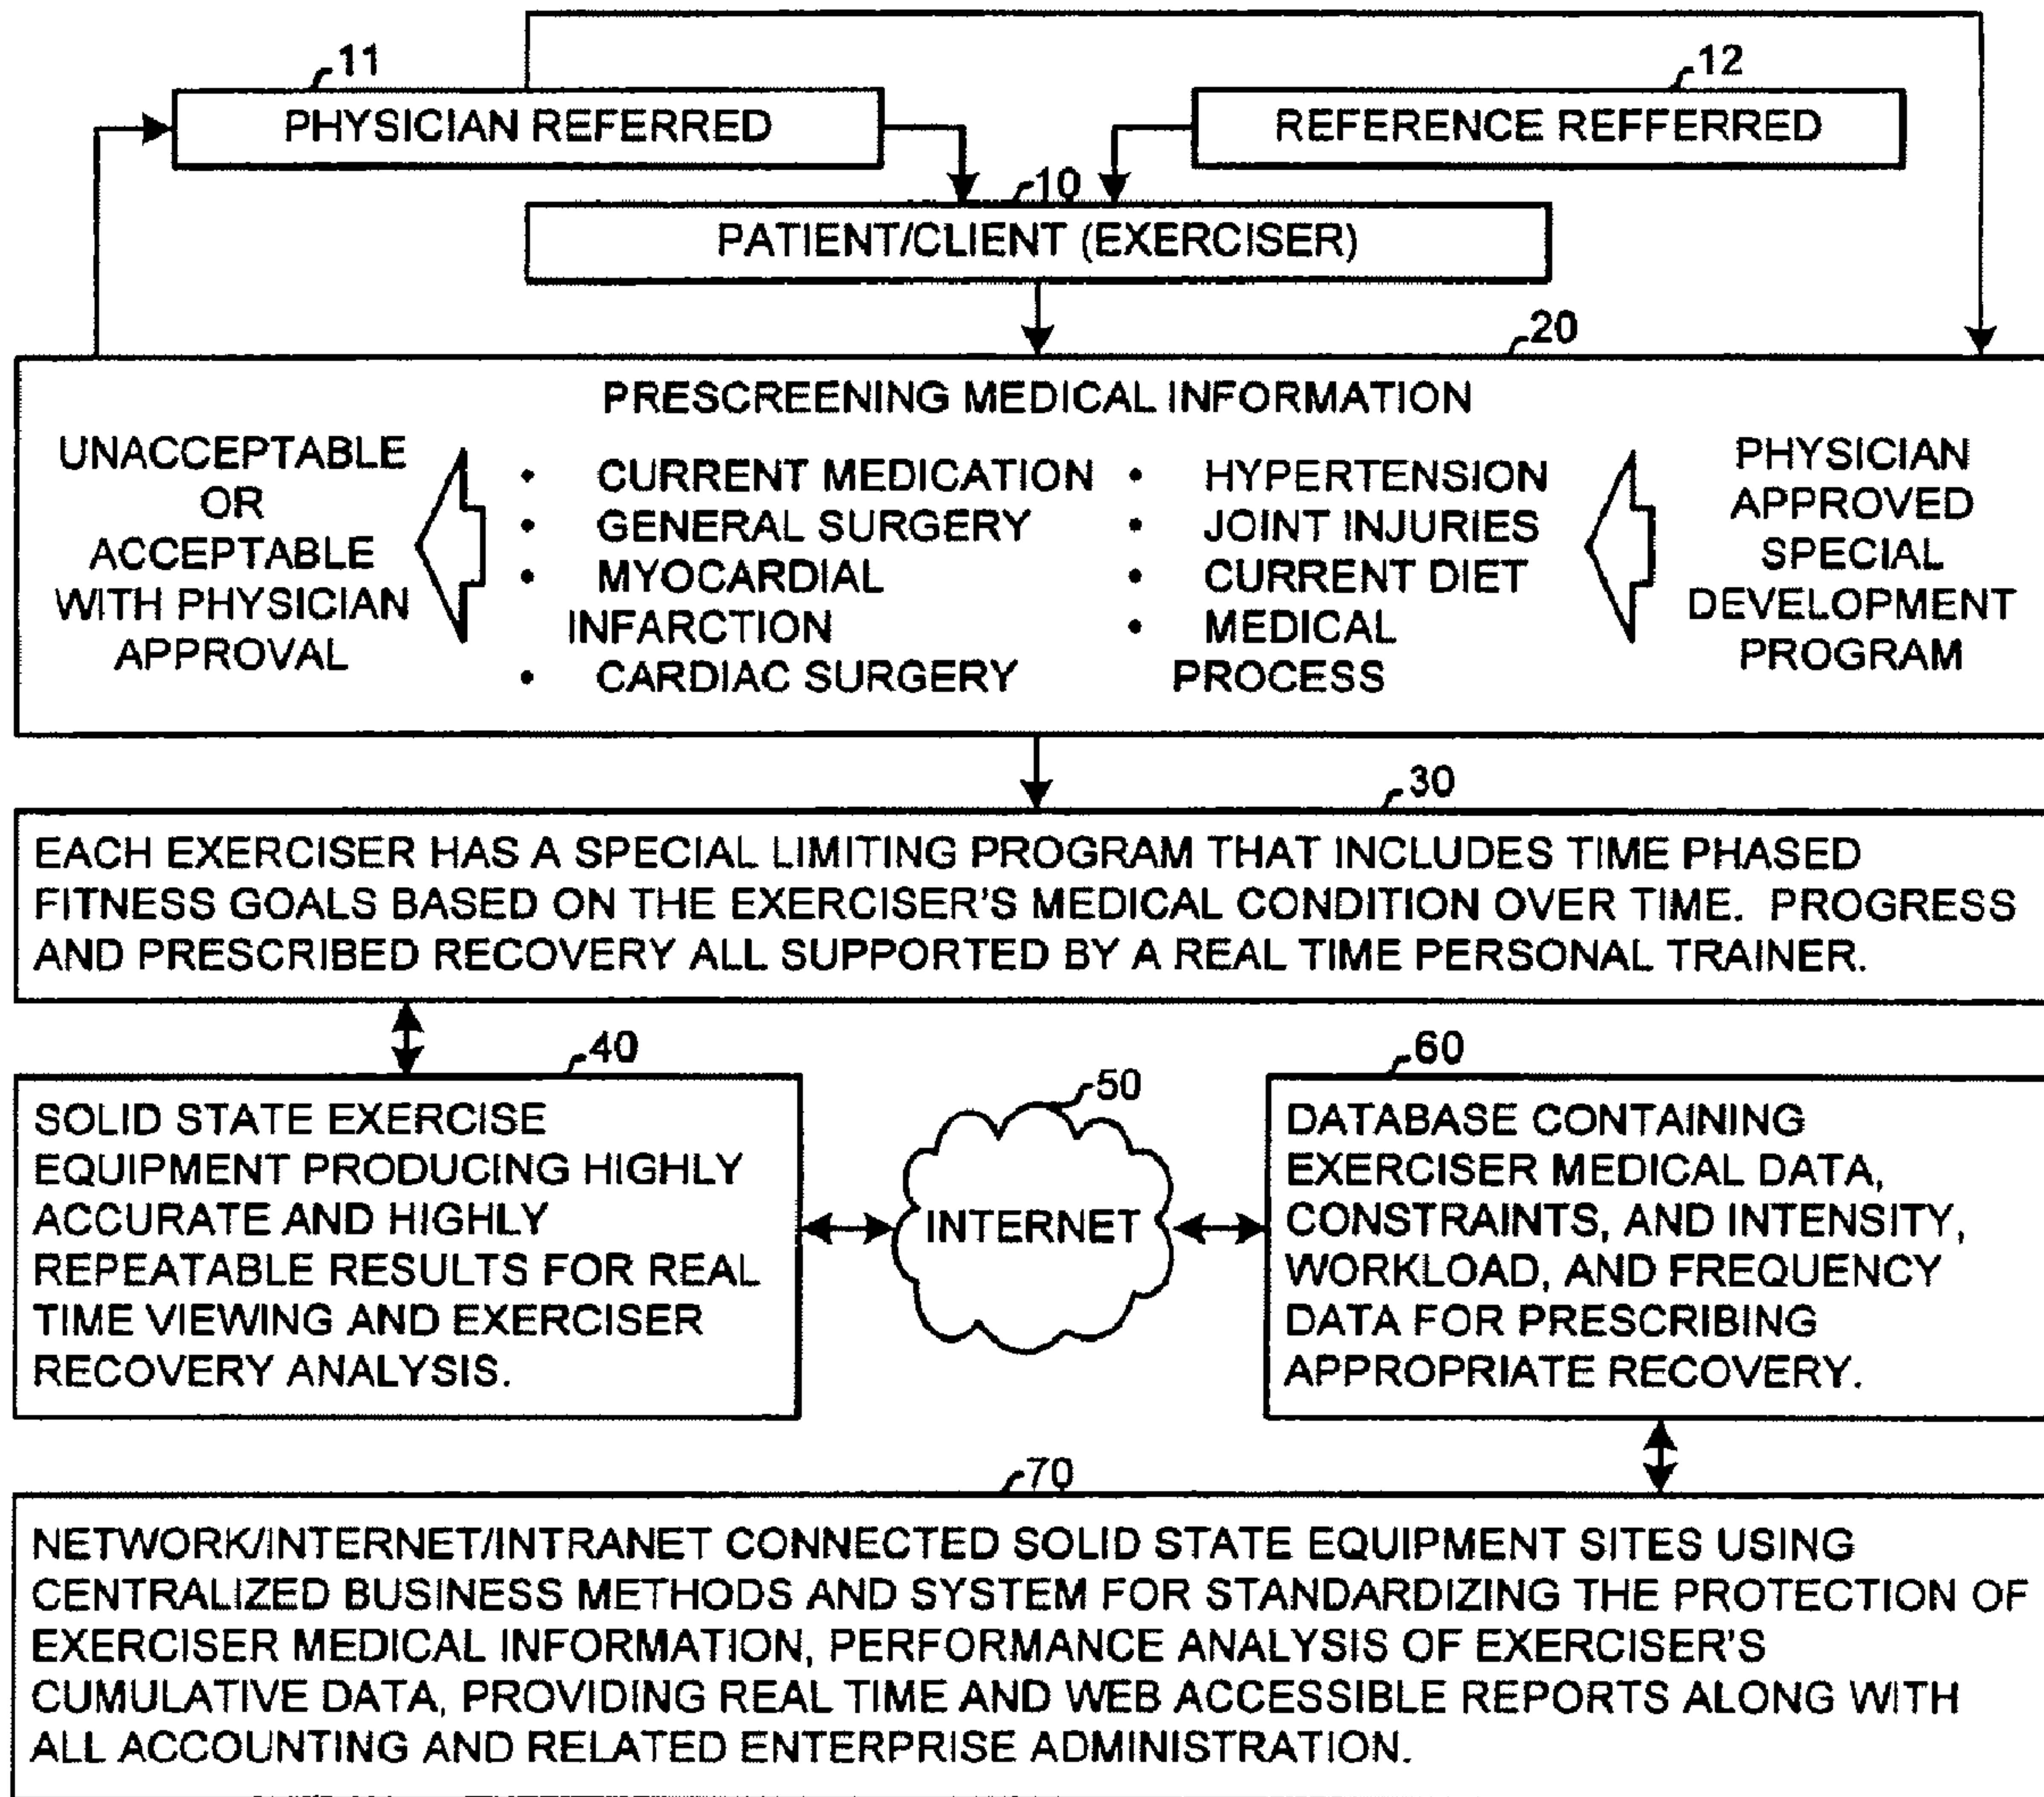 11
PHYSICIAN REFERRED
12
REFERENCE REFFERRED
10
PATIENT/CLIENT (EXERCISER)
20
PRESCREENING MEDICAL INFORMATION
UNACCEPTABLE
OR
ACCEPTABLE
WITH PHYSICIAN
APPROVAL
• CURRENT MEDICATION
• GENERAL SURGERY
• MYOCARDIAL
INFARCTION
• CARDIAC SURGERY
• HYPERTENSION
• JOINT INJURIES
• CURRENT DIET
• MEDICAL
PROCESS
PHYSICIAN
APPROVED
SPECIAL
DEVELOPMENT
PROGRAM
30
EACH EXERCISER HAS A SPECIAL LIMITING PROGRAM THAT INCLUDES TIME PHASED
FITNESS GOALS BASED ON THE EXERCISER'S MEDICAL CONDITION OVER TIME. PROGRESS
AND PRESCRIBED RECOVERY ALL SUPPORTED BY A REAL TIME PERSONAL TRAINER.
40
SOLID STATE EXERCISE
EQUIPMENT PRODUCING HIGHLY
ACCURATE AND HIGHLY
REPEATABLE RESULTS FOR REAL
TIME VIEWING AND EXERCISER
RECOVERY ANALYSIS.
50
INTERNET
60
DATABASE CONTAINING
EXERCISER MEDICAL DATA,
CONSTRAINTS, AND INTENSITY,
WORKLOAD, AND FREQUENCY
DATA FOR PRESCRIBING
APPROPRIATE RECOVERY.
70
NETWORK/INTERNET/INTRANET CONNECTED SOLID STATE EQUIPMENT SITES USING
CENTRALIZED BUSINESS METHODS AND SYSTEM FOR STANDARDIZING THE PROTECTION OF
EXERCISER MEDICAL INFORMATION, PERFORMANCE ANALYSIS OF EXERCISER'S
CUMULATIVE DATA, PROVIDING REAL TIME AND WEB ACCESSIBLE REPORTS ALONG WITH
ALL ACCOUNTING AND RELATED ENTERPRISE ADMINISTRATION.